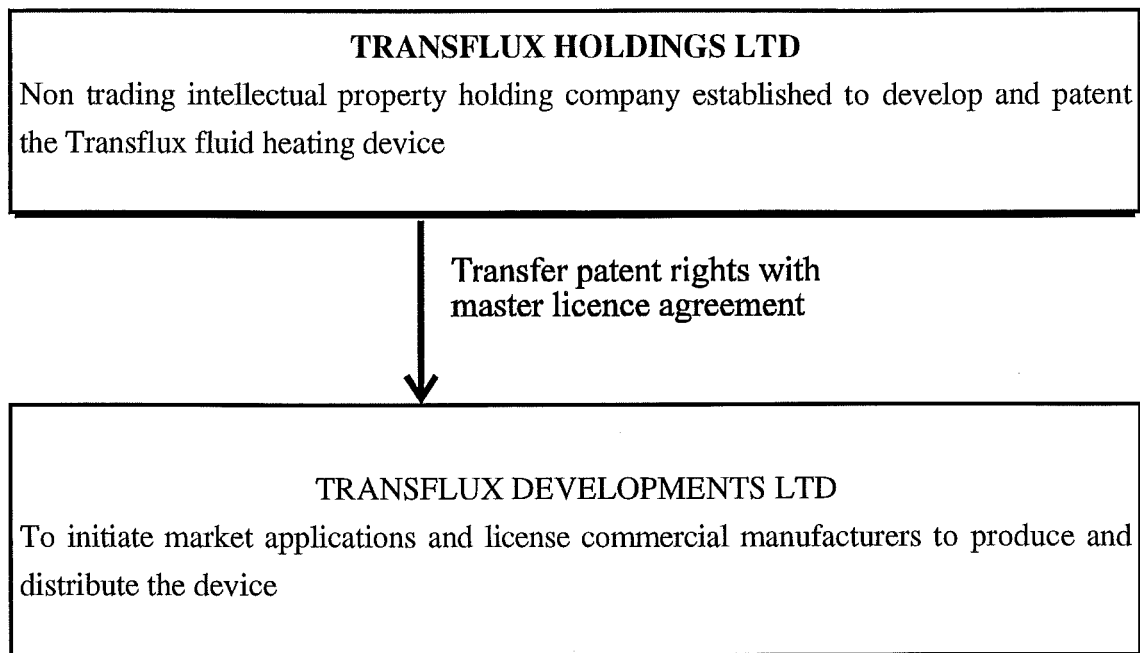 TRANSFLUX HOLDINGS LTD
Non trading intellectual property holding company established to develop and patent
the Transflux fluid heating device
Transfer patent rights with
master licence agreement
TRANSFLUX DEVELOPMENTS LTD
To initiate market applications and license commercial manufacturers to produce and
distribute the device